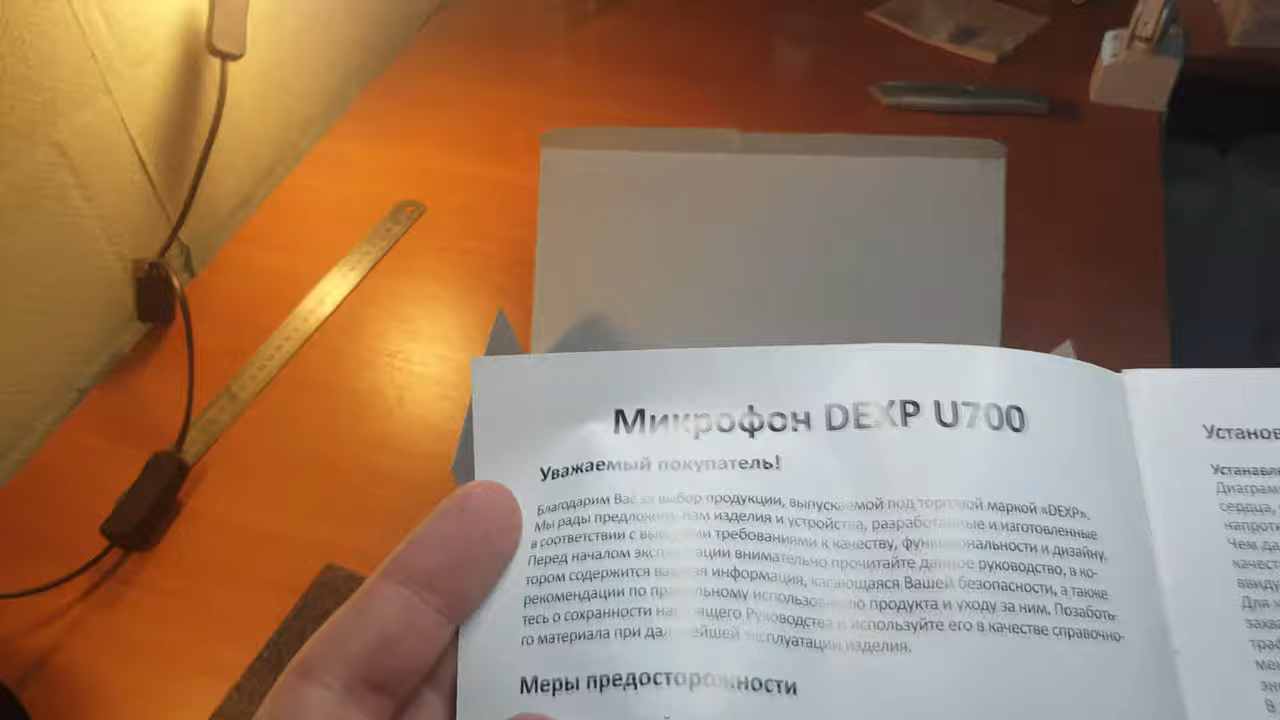 Микрофон DEXP U700
Уважаемый покупатель!
Благодарим Вас за выбор продукции, выпускаемой под торговой маркой «DEXP».
Мы рады предложить Вам изделия и устройства, разработанные и изготовленные
в соответствии с высокими требованиями к качеству, функциональности и дизайну.
Перед началом эксплуатации внимательно прочитайте данное руководство, в ко-
тором содержится важная информация, касающаяся Вашей безопасности, а также
рекомендации по правильному использованию продукта и уходу за ним. Позаботь-
тесь о сохранности настоящего Руководства и используйте его в качестве справочно-
го материала при дальнейшей эксплуатации изделия.
Меры предосторожности
Установ
Устанавли
Диаграм
сердца,
напроти
Чем да
качест
ввиду
Для
захва